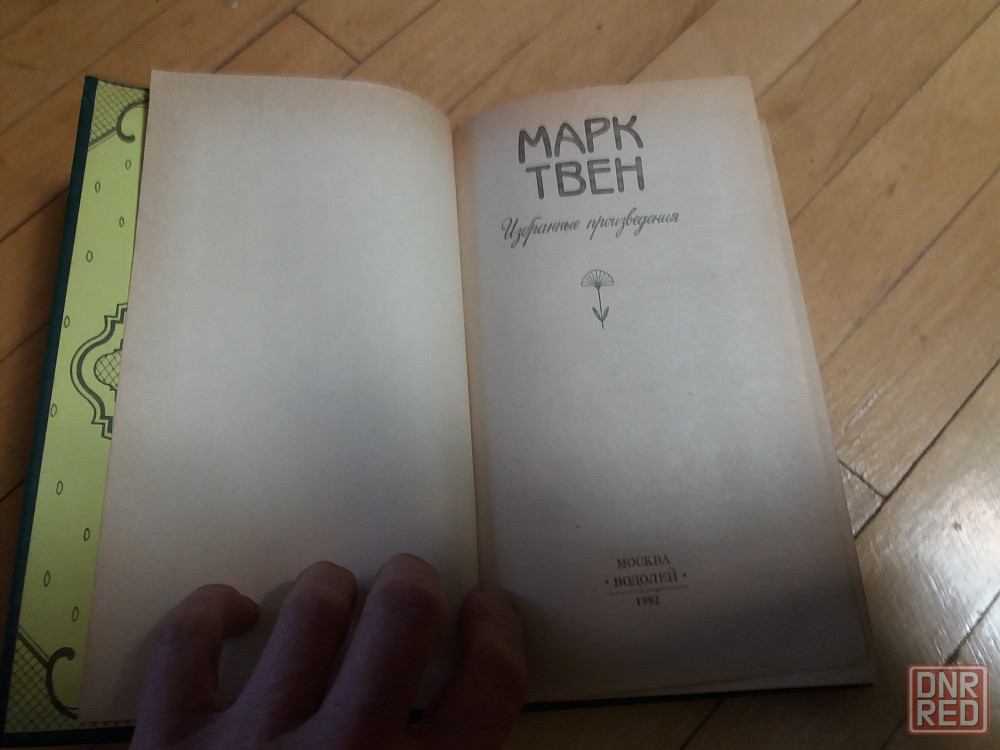 МАРК
ТВЕН
Избранные произведения
МОСКВА
• ВОДОЛЕЙ •
1992
DNR
RED